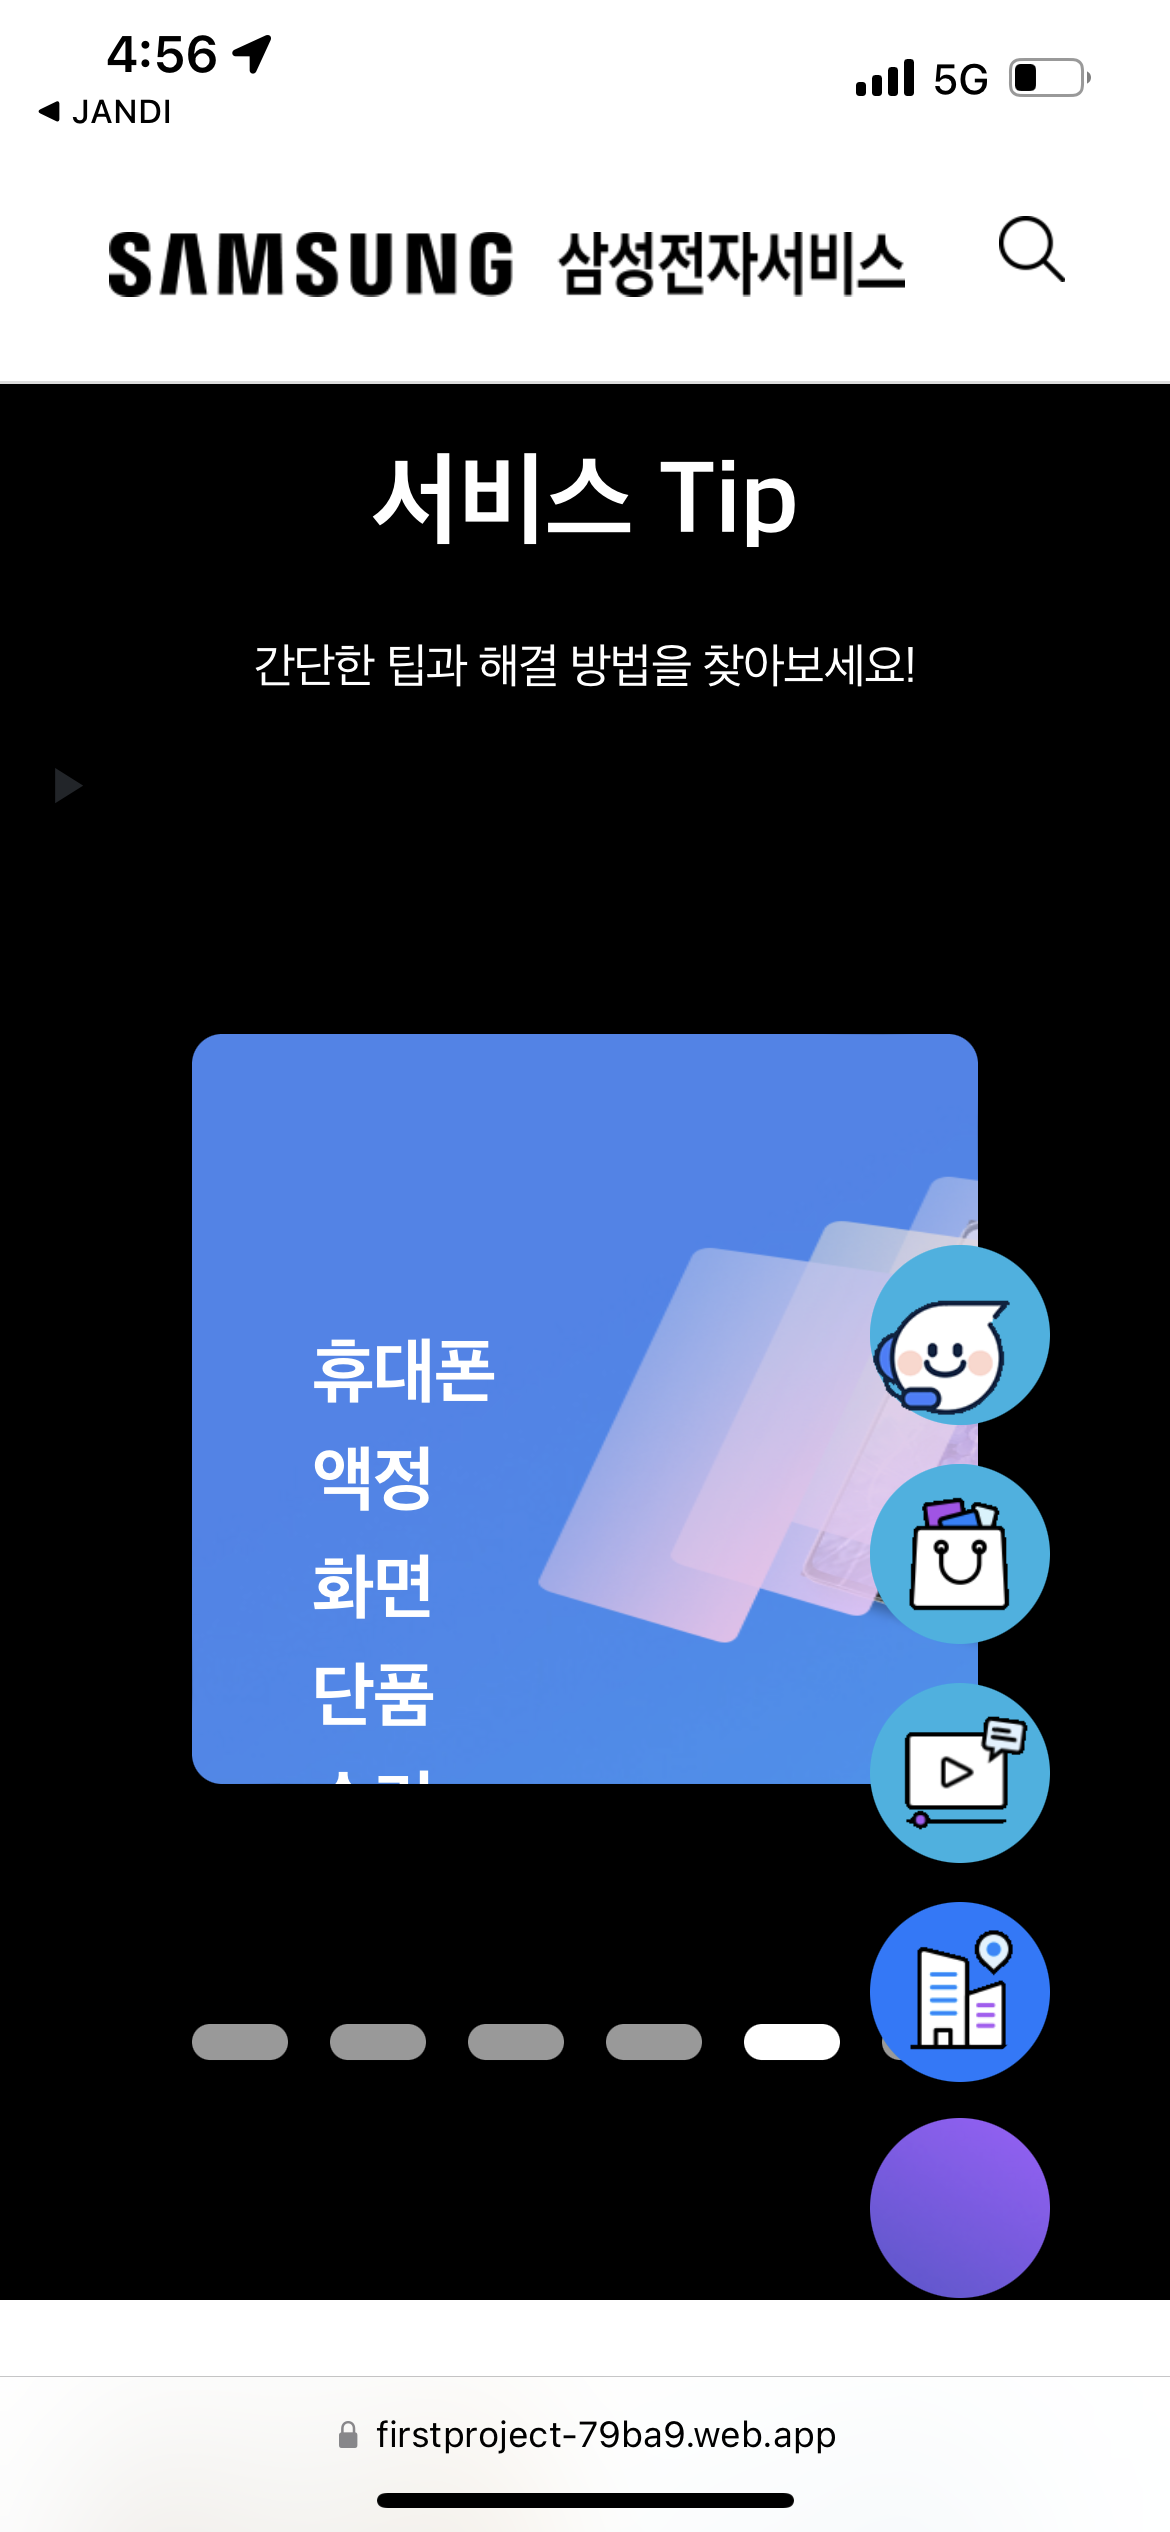 4:56
JANDI
5G
SAMSUNG 삼성전자서비스
서비스 Tip
간단한 팁과 해결 방법을 찾아보세요!
휴대폰
액정
화면
단품
firstproject-79ba9.web.app